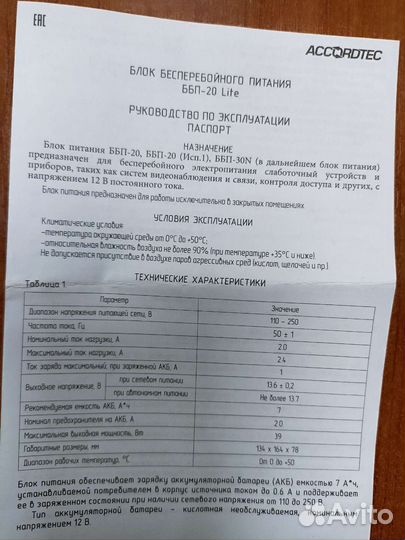 EAC
ACCORDTEC
БЛОК БЕСПЕРЕБОЙНОГО ПИТАНИЯ
ББП-20 Lite
РУКОВОДСТВО ПО ЭКСПЛУАТАЦИИ
ПАСПОРТ
НАЗНАЧЕНИЕ
Блок питания ББП-20, ББП-20 (Исп.1), ББП-30N (в дальнейшем блок питания)
предназначен для бесперебойного электропитания слаботочный устройств и
приборов, таких как систем видеонаблюдения и связи, контроля доступа и других, с
напряжением 12 В постоянного тока.
Блок питания предназначен для работы исключительно в закрытых помещениях.
УСЛОВИЯ ЭКСПЛУАТАЦИИ
Климатические условия
-температура окружающей среды от 0°С до +50°С;
-относительная влажность воздуха не более 90% (при температуре +35°С и ниже).
Не допускается присутствие в воздухе паров агрессивных сред (кислот, щелочей и пр.)
ТЕХНИЧЕСКИЕ ХАРАКТЕРИСТИКИ
Таблица 1
Параметр Значение
Диапазон напряжения питающей сети, В 110 – 250
Частота тока, Гц 50 ± 1
Номинальный ток нагрузки, А 2.0
Максимальный ток нагрузки, А 2.4
Ток заряда максимальный, при заряженной АКБ, А 1
Выходное напряжение, В при сетевом питании 13.6 ± 0,2
при автономном питании Не более 13.7
Рекомендуемая емкость АКБ, А*ч 7
Номинал предохранителя на АКБ, А 2.0
Максимальная выходная мощность, Вт 39
Габаритные размеры, мм 134 х 164 х 78
Диапазон рабочих температур, °С От 0 до +50
Блок питания обеспечивает зарядку аккумуляторной батареи (АКБ) емкостью 7 А*ч,
устанавливаемой потребителем в корпус источника током до 0.6 А и поддерживает
ее в заряженном состоянии при наличии сетевого напряжения от 110 до 250 В.
Тип аккумуляторной батареи - кислотная необслуживаемая, номинальным
напряжением 12 В.
Avito